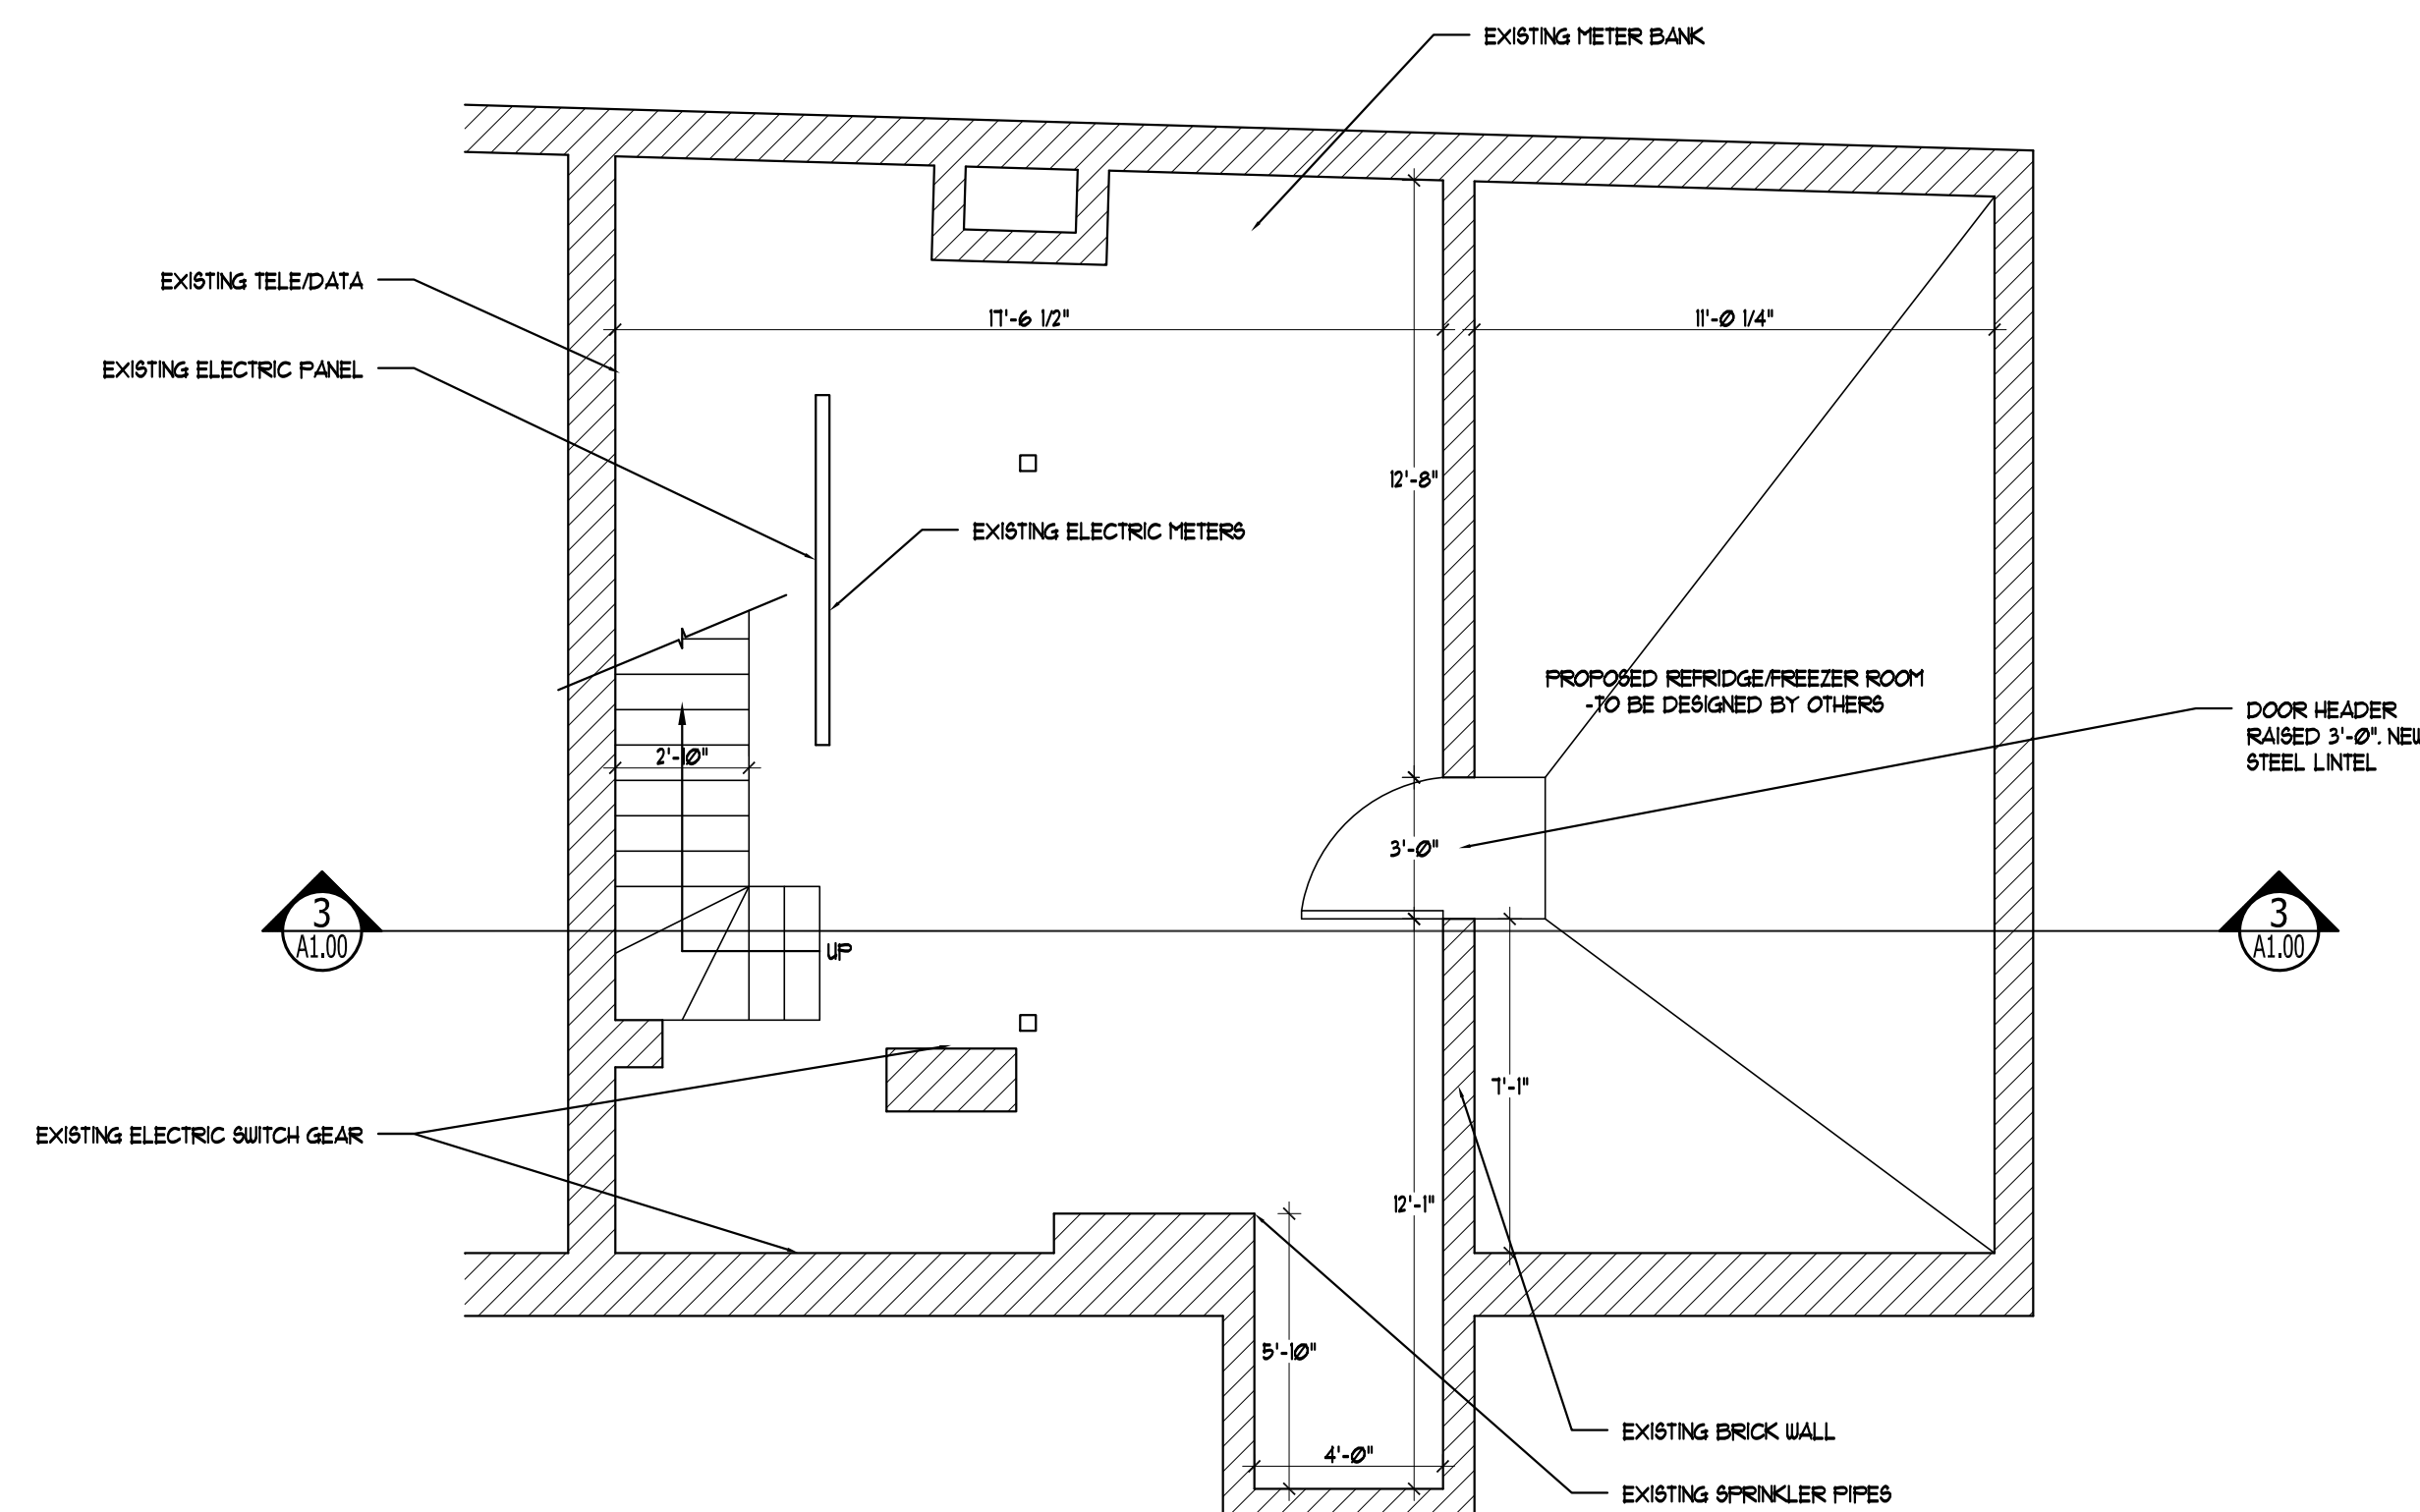 EXISTING METER BANK
EXISTING TELE/DATA
17'-6 1/2"
11'-0 1/4"
EXISTING ELECTRIC PANEL
12'-8"
EXISTING ELECTRIC METERS
PROPOSED REFRIDGE/FREEZER ROOM
-TO BE DESIGNED BY OTHERS
DOOR HEADER
RAISED 3'-0". NEW
STEEL LINTEL
2'-10"
3'-0"
3
A1.00
3
A1.00
UP
7'-1"
EXISTING ELECTRIC SWITCH GEAR
12'-1"
5'-10"
EXISTING BRICK WALL
4'-0"
EXISTING SPRINKLER PIPES